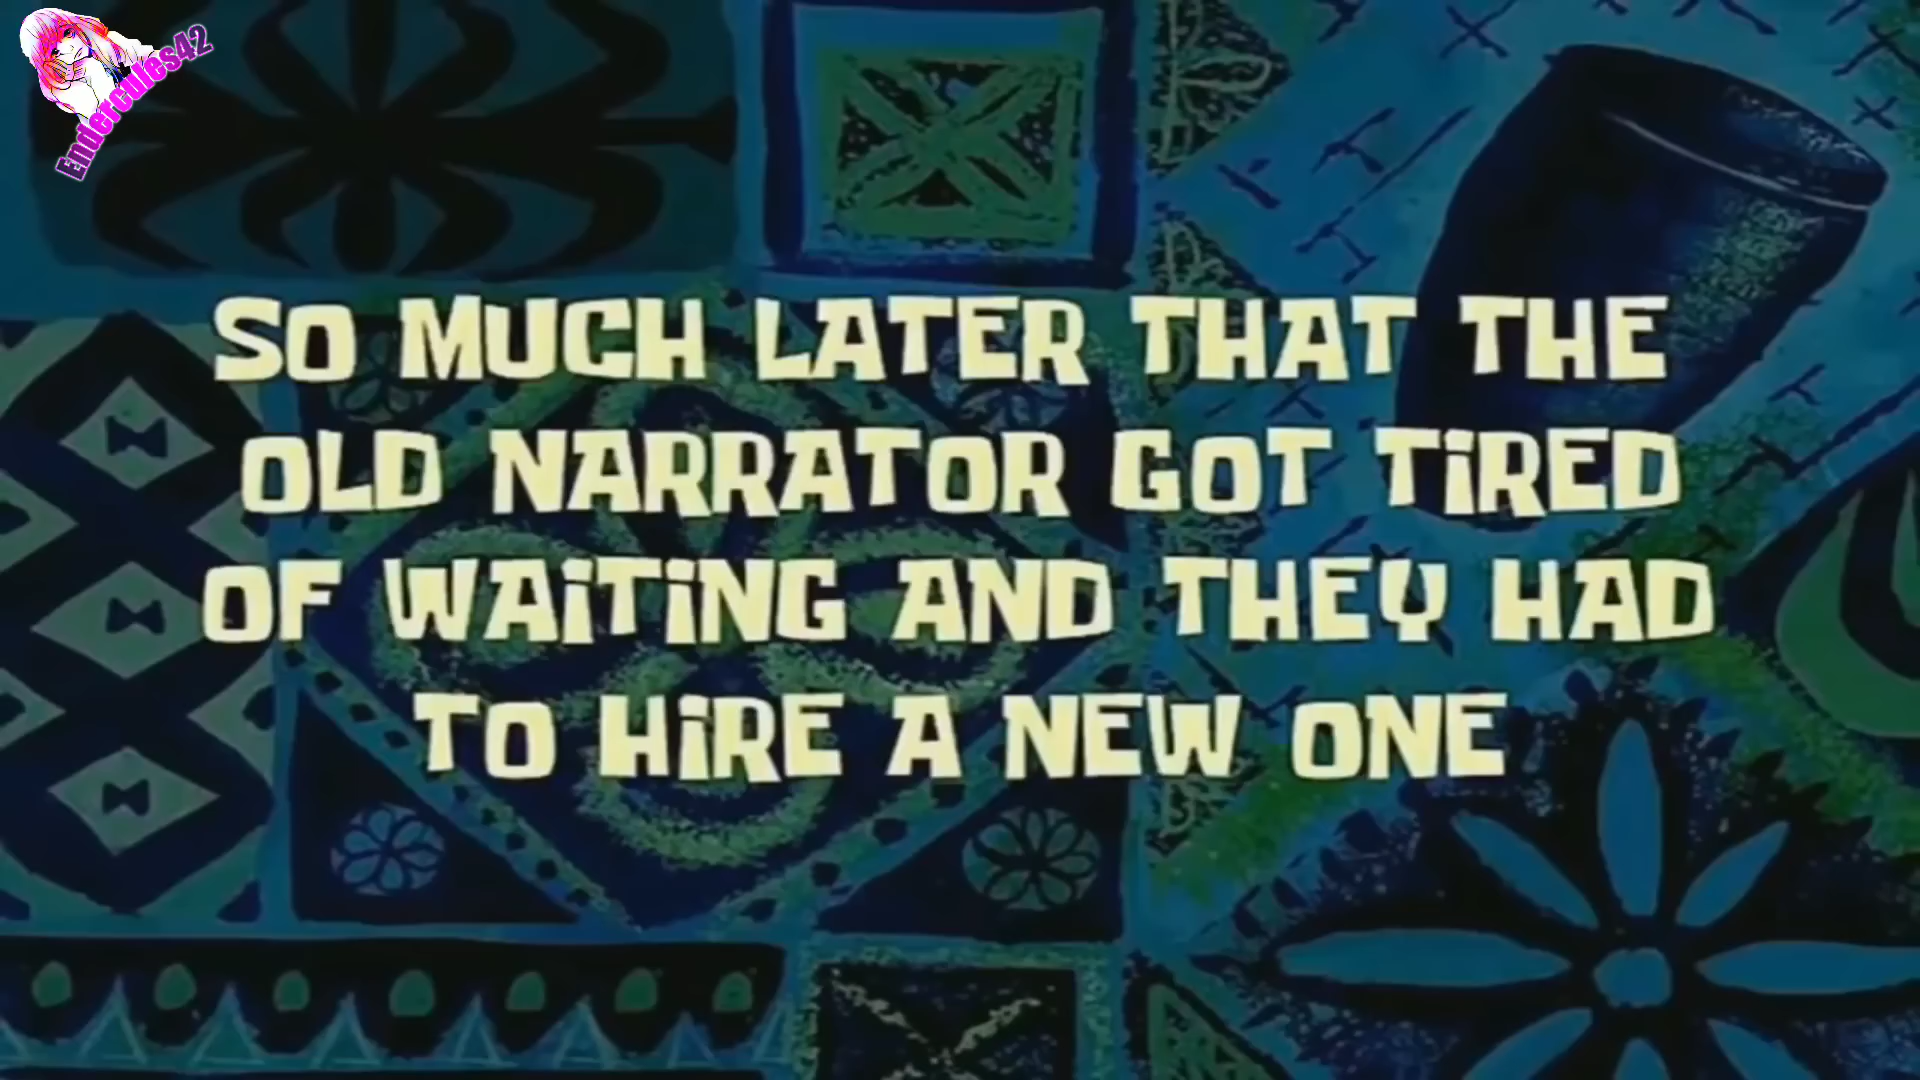 Endercules42
SO MUCH LATER THAT THE
OLD NARRATOR GOT TiRED
OF WAiTiNG AND THEY HAD
TO HiRE A NEW ONE